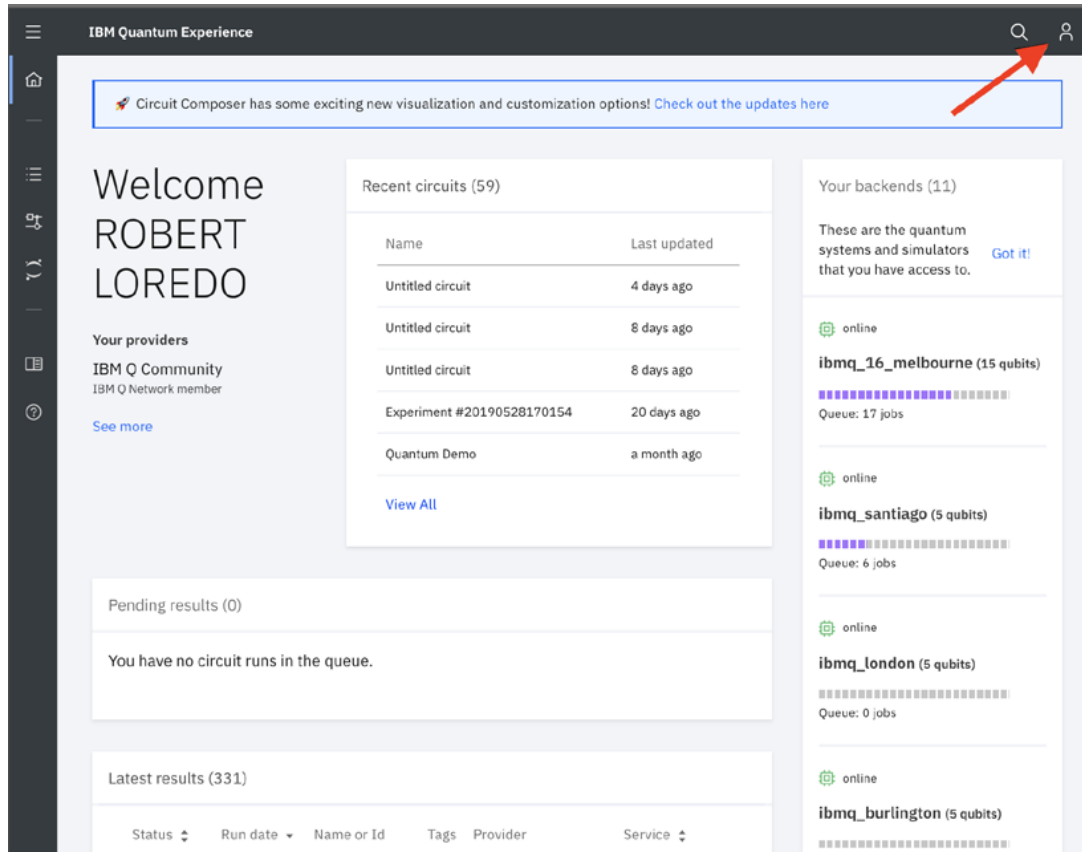 IBM Quantum Experience
🚀 Circuit Composer has some exciting new visualization and customization options! Check out the updates here
Welcome
ROBERT
LOREDO
Your providers
IBM Q Community
IBM Q Network member
See more
Recent circuits (59)
Name Last updated
Untitled circuit 4 days ago
Untitled circuit 8 days ago
Untitled circuit 8 days ago
Experiment #20190528170154 20 days ago
Quantum Demo a month ago
View All
Pending results (0)
You have no circuit runs in the queue.
Latest results (331)
Status Run date Name or Id Tags Provider Service
Your backends (11)
These are the quantum
systems and simulators
that you have access to.
Got it!
online
ibmq_16_melbourne (15 qubits)
Queue: 17 jobs
online
ibmq_santiago (5 qubits)
Queue: 6 jobs
online
ibmq_london (5 qubits)
Queue: 0 jobs
online
ibmq_burlington (5 qubits)